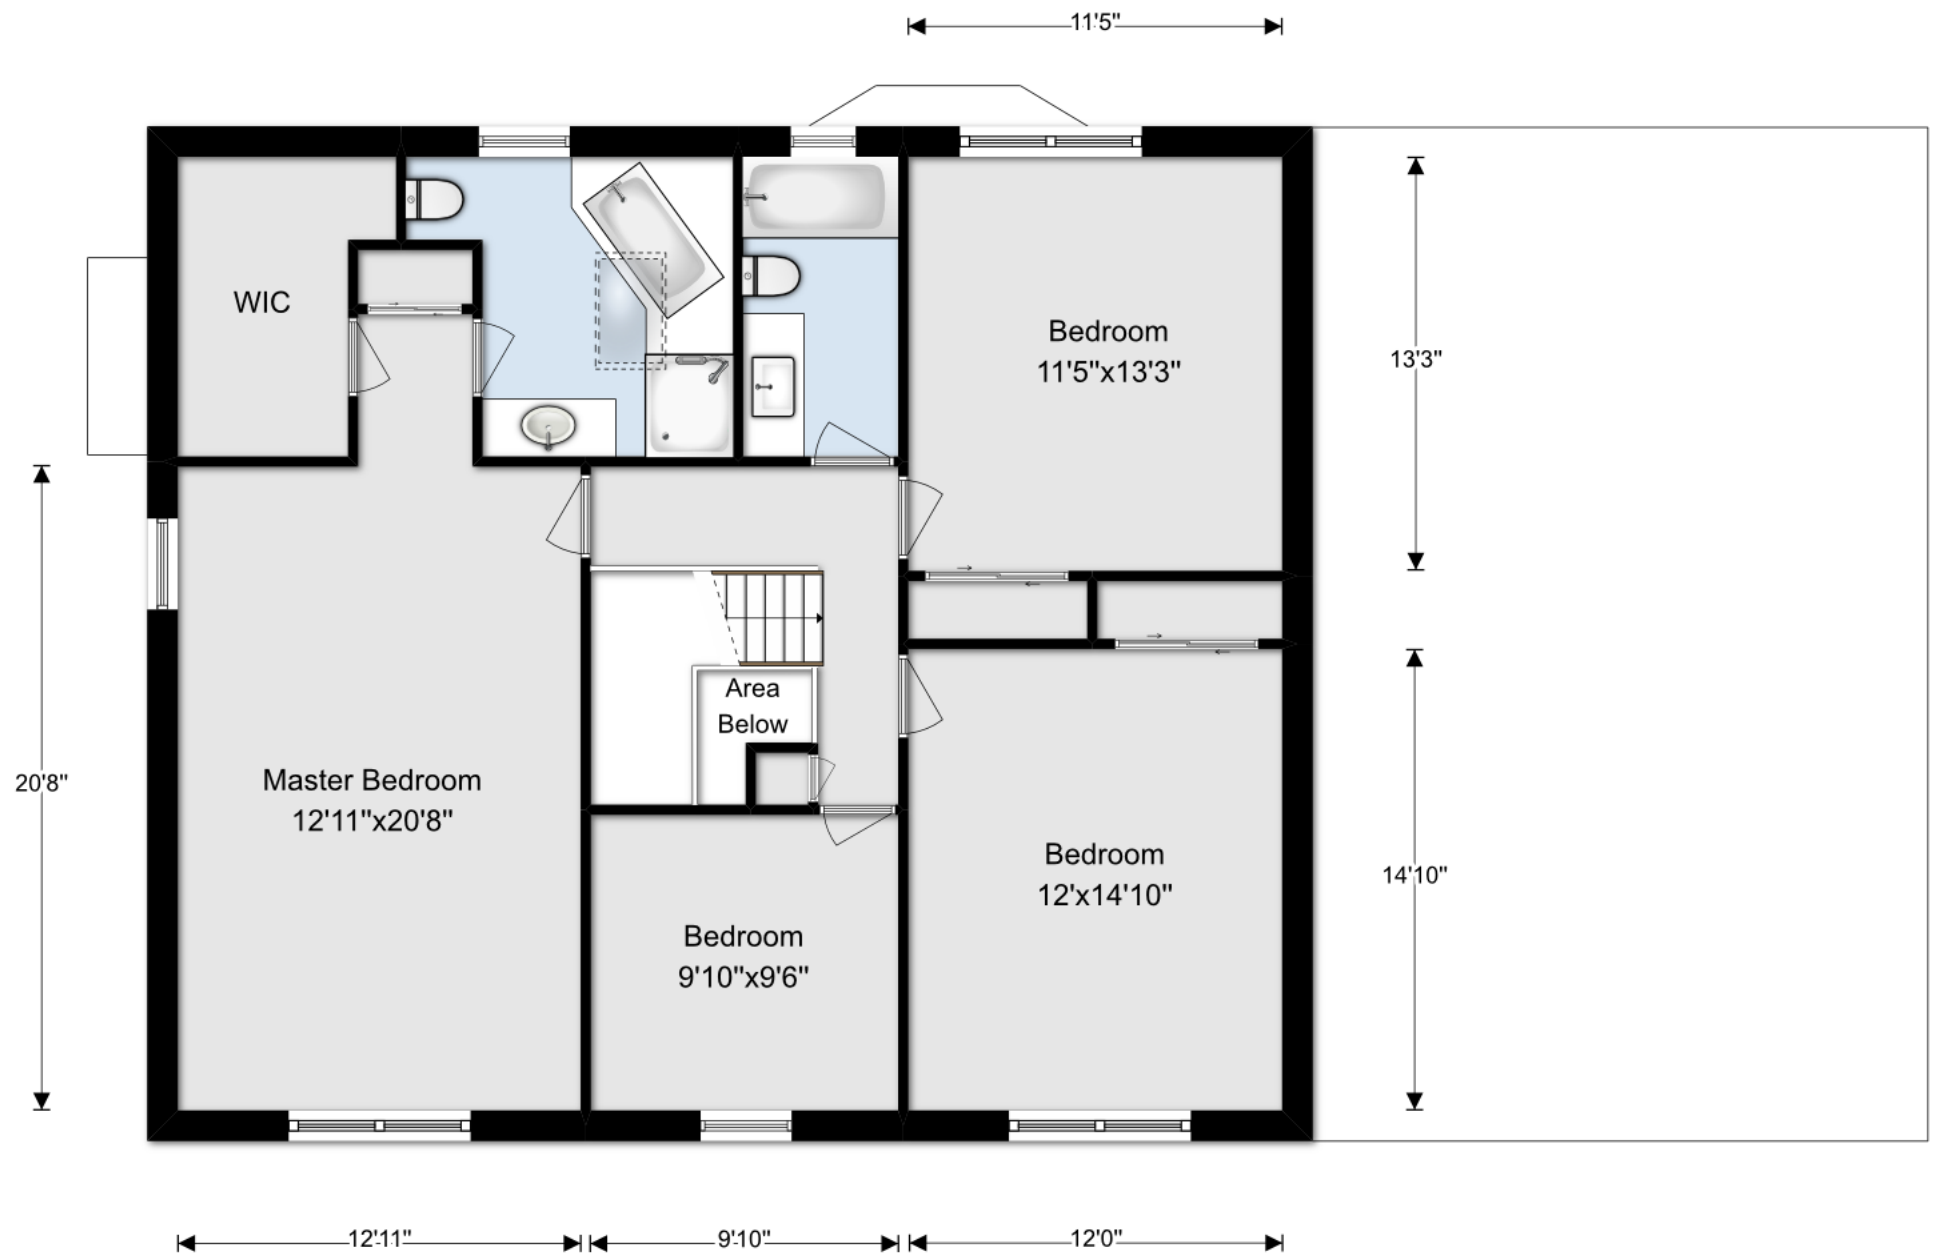 11'5"
WIC
Bedroom
11'5"x13'3"
13'3"
Area
Below
Master Bedroom
12'11"x20'8"
20'8"
Bedroom
12'x14'10"
14'10"
Bedroom
9'10"x9'6"
12'11"
9'10"
12'0"